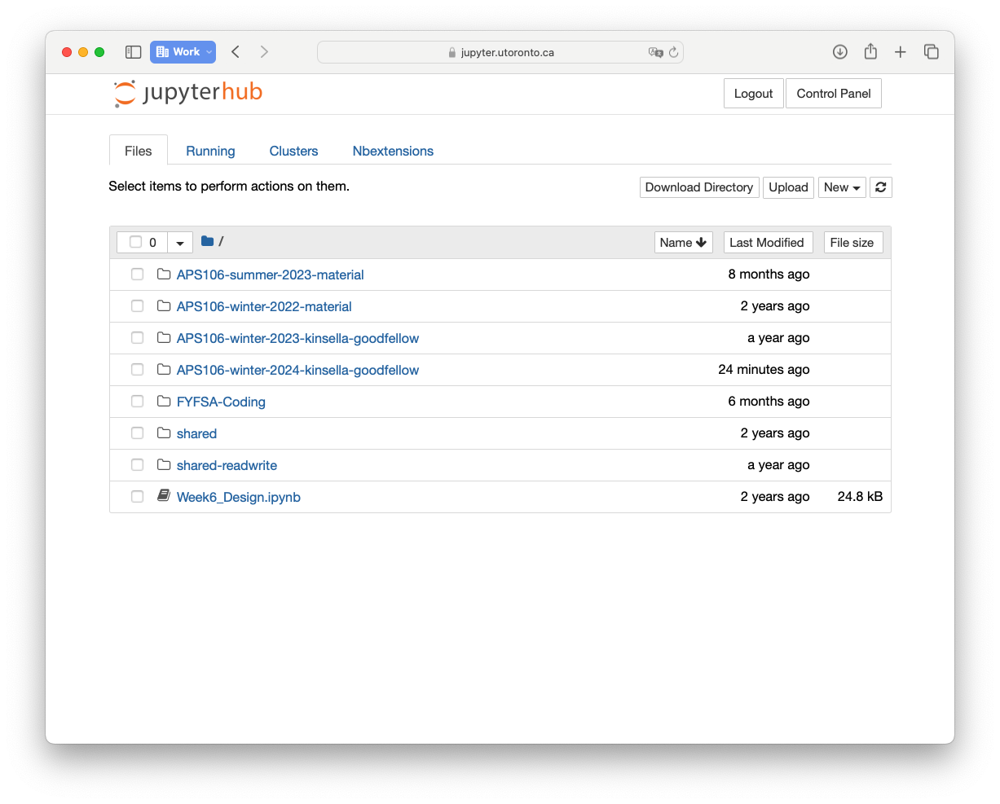 Work
jupyter.utoronto.ca
jupyterhub
Logout
Control Panel
Files
Running
Clusters
Nbextensions
Select items to perform actions on them.
Download Directory
Upload
New
0
/
Name
Last Modified
File size
APS106-summer-2023-material 8 months ago
APS106-winter-2022-material 2 years ago
APS106-winter-2023-kinsella-goodfellow a year ago
APS106-winter-2024-kinsella-goodfellow 24 minutes ago
FYFSA-Coding 6 months ago
shared 2 years ago
shared-readwrite a year ago
Week6_Design.ipynb 2 years ago 24.8 kB